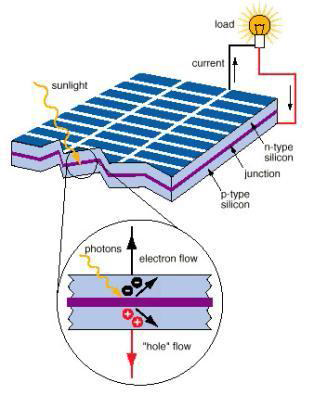 load
current
sunlight
n-type
silicon
junction
p-type
silicon
photons
electron flow
"hole" flow